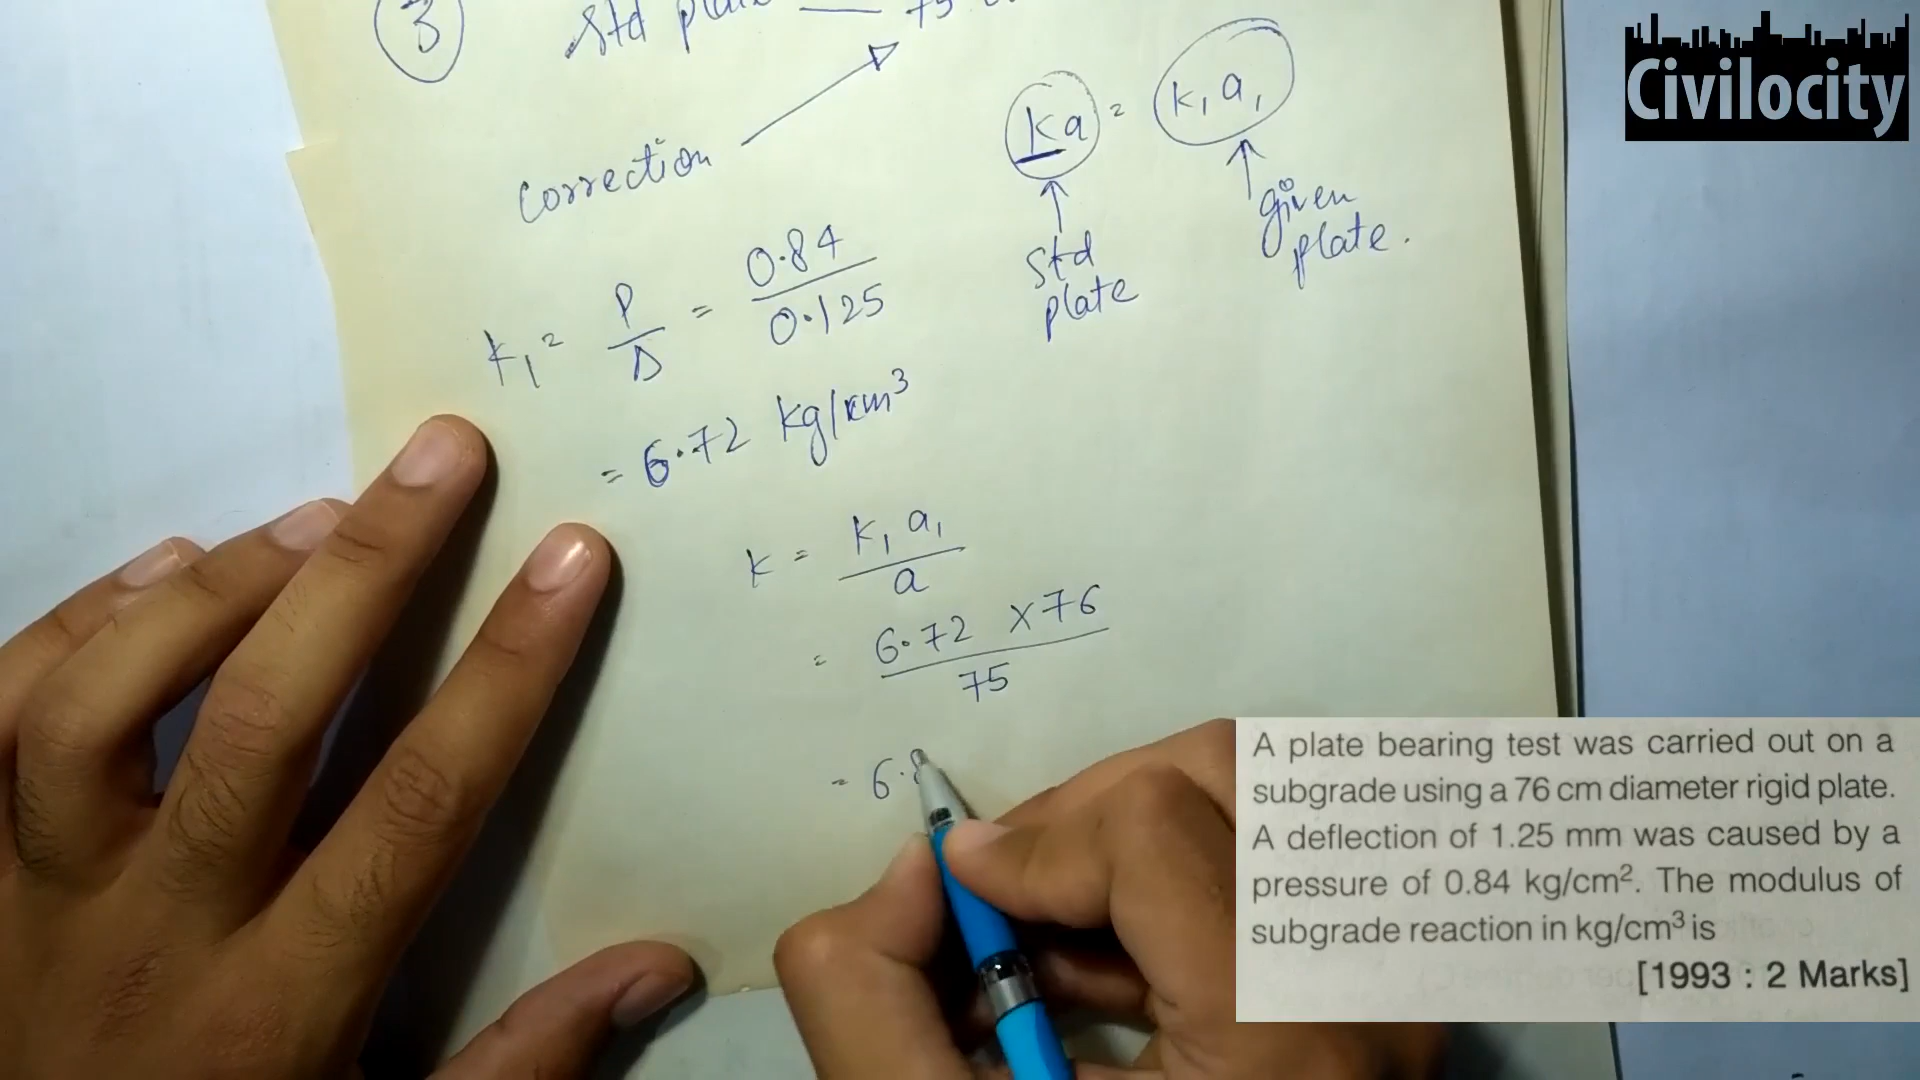 3 Std plate — 75
Correction
ka = k₁ a₁
Std plate
given plate.
k₁ = P/Δ = 0.84/0.125
= 6.72 kg/cm³
k = k₁ a₁/a
= 6.72 × 76/75
= 6.8
Civilocity
A plate bearing test was carried out on a
subgrade using a 76 cm diameter rigid plate.
A deflection of 1.25 mm was caused by a
pressure of 0.84 kg/cm². The modulus of
subgrade reaction in kg/cm³ is
[1993 : 2 Marks]